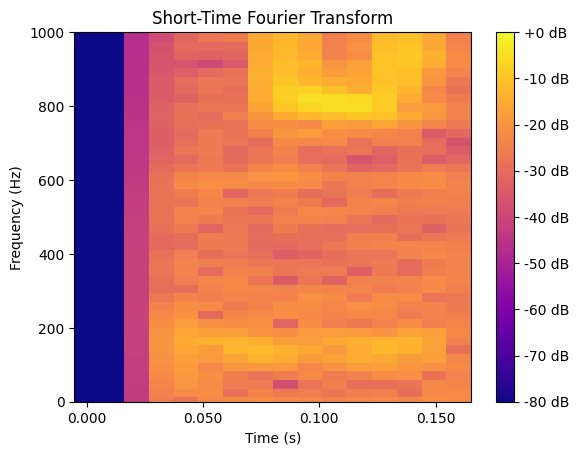 Short-Time Fourier Transform
1000
800
600
400
200
0
Frequency (Hz)
0.000
0.050
0.100
0.150
Time (s)
+0 dB
-10 dB
-20 dB
-30 dB
-40 dB
-50 dB
-60 dB
-70 dB
-80 dB